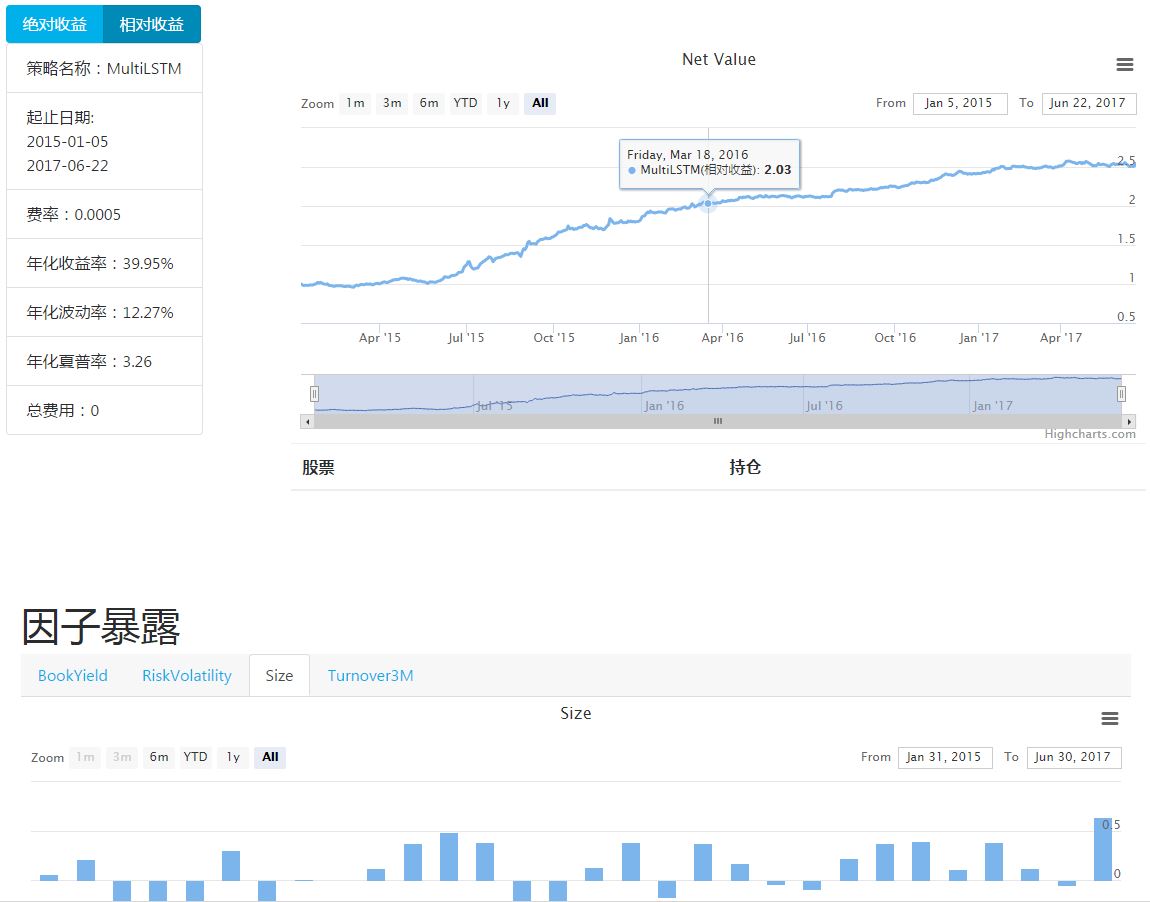 绝对收益 相对收益
策略名称：MultiLSTM
起止日期:
2015-01-05
2017-06-22
费率：0.0005
年化收益率：39.95%
年化波动率：12.27%
年化夏普率：3.26
总费用：0
Net Value
Zoom 1m 3m 6m YTD 1y All From Jan 5, 2015 To Jun 22, 2017
Friday, Mar 18, 2016
MultiLSTM(相对收益): 2.03
2.5
2
1.5
1
0.5
Apr '15 Jul '15 Oct '15 Jan '16 Apr '16 Jul '16 Oct '16 Jan '17 Apr '17
Jul '15 Jan '16 Jul '16 Jan '17
Highcharts.com
股票 持仓
因子暴露
BookYield RiskVolatility Size Turnover3M
Size
Zoom 1m 3m 6m YTD 1y All From Jan 31, 2015 To Jun 30, 2017
0.5
0